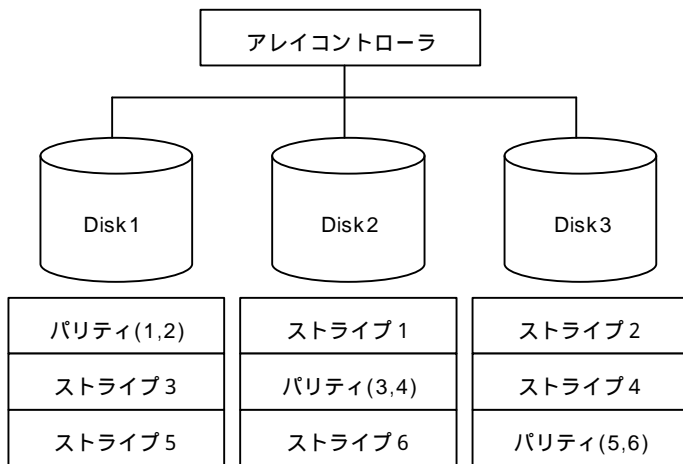 アレイコントローラ
Disk1
Disk2
Disk3
パリティ(1,2)
ストライプ1
ストライプ2
ストライプ3
パリティ(3,4)
ストライプ4
ストライプ5
ストライプ6
パリティ(5,6)